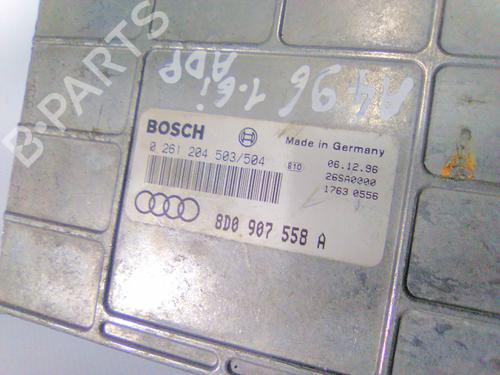 B-PARTS
A4 96 1.6i
ADP
BOSCH
Made in Germany
0 261 204 503/504
810
06.12.96
26SA0000
1763 0556
8D0 907 558 A